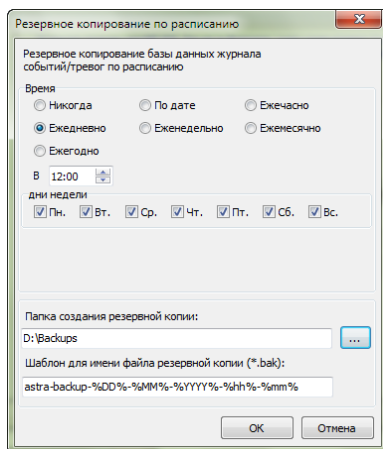 Резервное копирование по расписанию
Резервное копирование базы данных журнала
событий/тревог по расписанию
Время
Никогда По дате Ежечасно
Ежедневно Еженедельно Ежемесячно
Ежегодно
В 12:00
дни недели
Пн. Вт. Ср. Чт. Пт. Сб. Вс.
Папка создания резервной копии:
D:\Backups ...
Шаблон для имени файла резервной копии (*.bak):
astra-backup-%DD%-%MM%-%YYYY%-%hh%-%mm%
OK Отмена